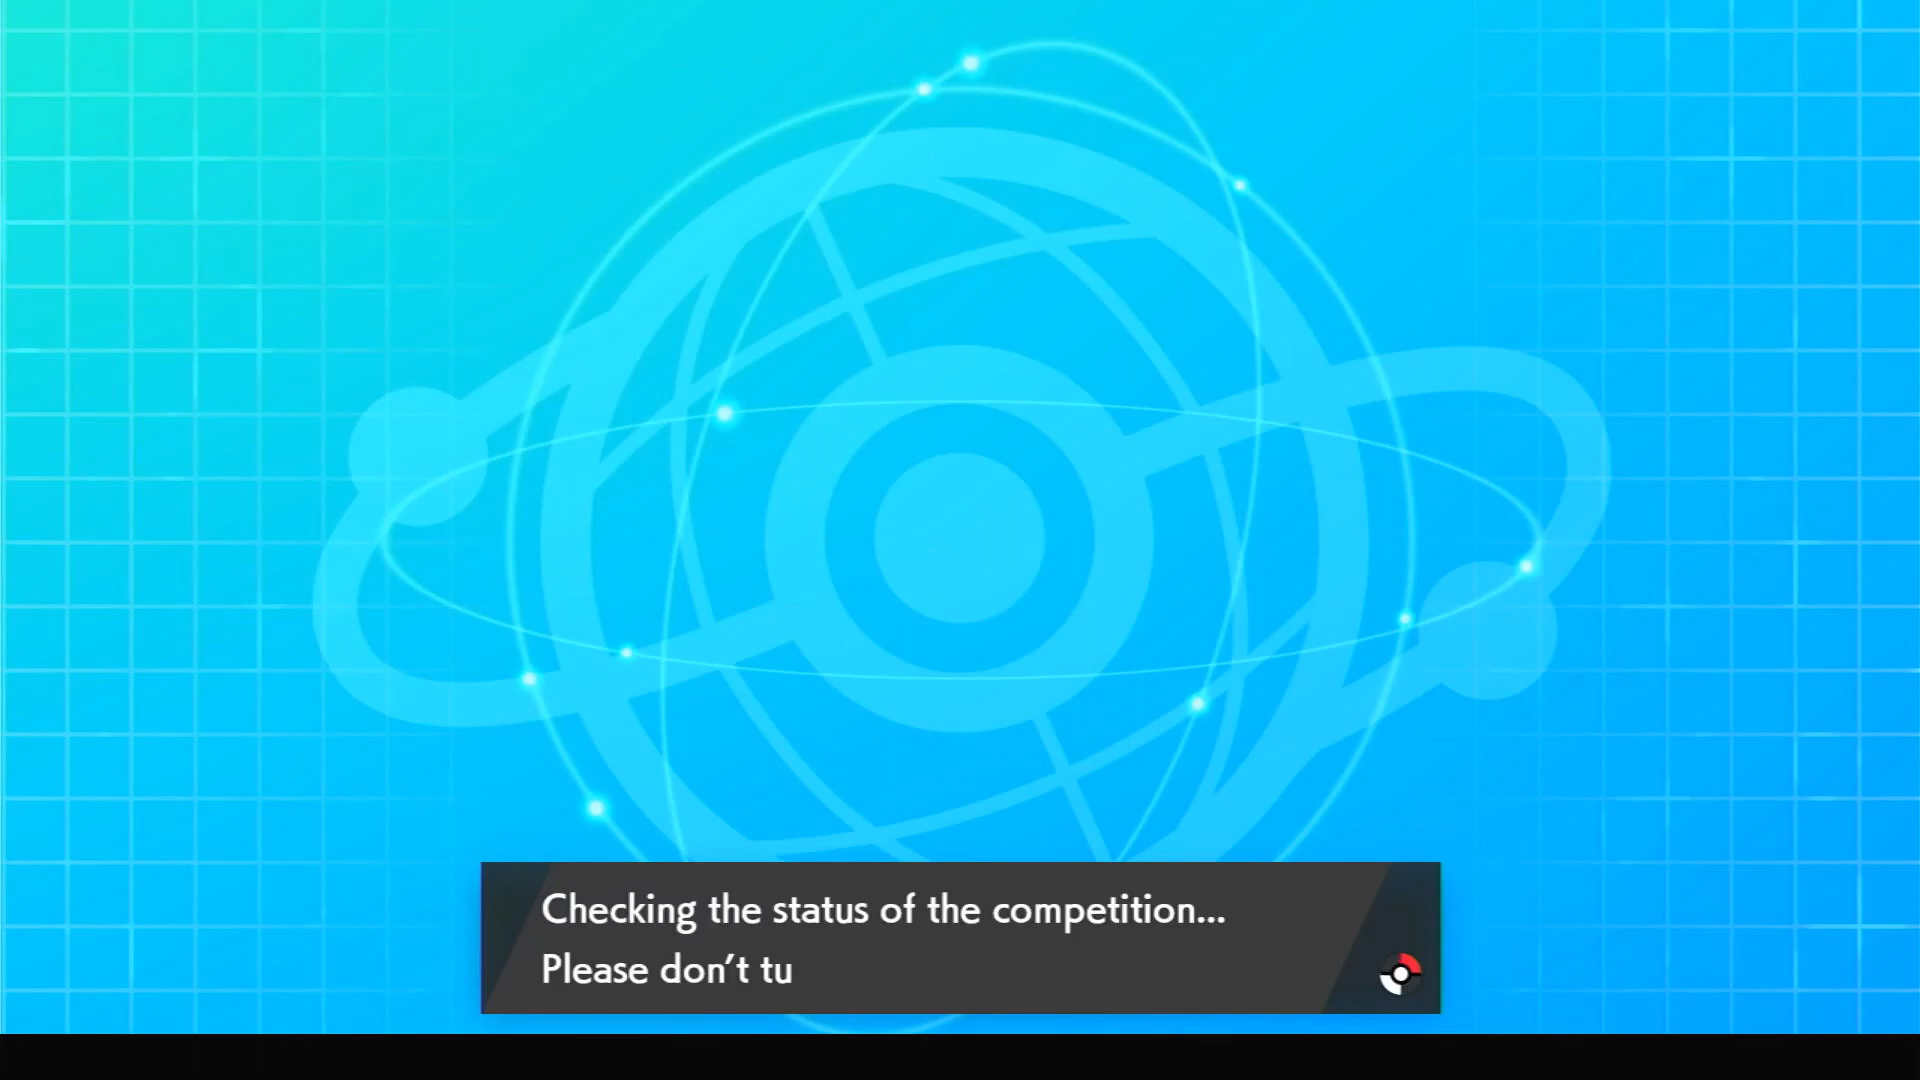 Checking the status of the competition...
Please don't tu